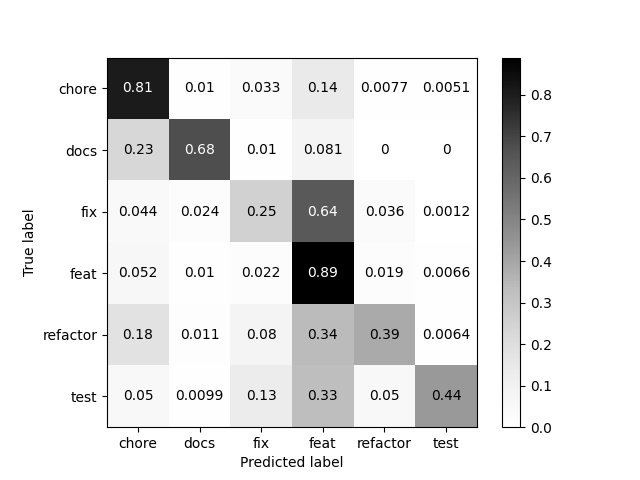 chore 0.81 0.01 0.033 0.14 0.0077 0.0051
docs 0.23 0.68 0.01 0.081 0 0
fix 0.044 0.024 0.25 0.64 0.036 0.0012
feat 0.052 0.01 0.022 0.89 0.019 0.0066
refactor 0.18 0.011 0.08 0.34 0.39 0.0064
test 0.05 0.0099 0.13 0.33 0.05 0.44
chore docs fix feat refactor test
Predicted label
True label
0.8
0.7
0.6
0.5
0.4
0.3
0.2
0.1
0.0